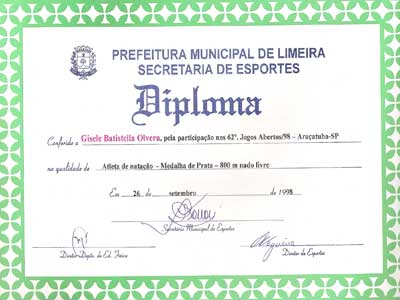 PREFEITURA MUNICIPAL DE LIMEIRA
SECRETARIA DE ESPORTES
Diploma
Conferido a Gisele Batistella Olvera, pela participação nos 62º. Jogos Abertos/98 – Araçatuba-SP
na qualidade de Atleta de natação - Medalha de Prata – 800 m nado livre
Em 26 de setembro de 1998
Secretário Municipal de Esportes
Diretor Depto. de Ed. Física Diretor de Esportes